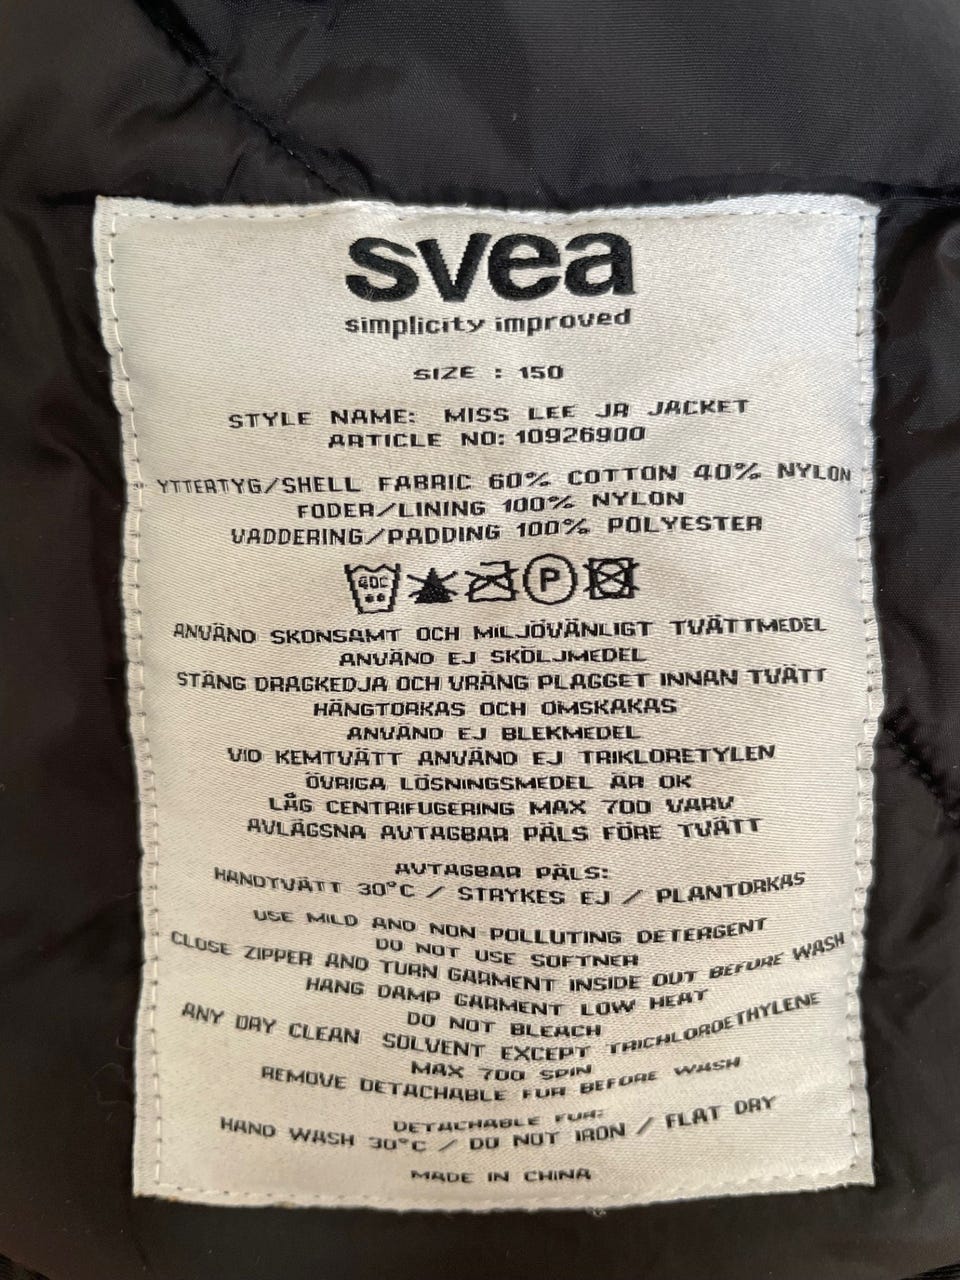 svea
simplicity improved
SIZE : 150
STYLE NAME: MISS LEE JR JACKET
ARTICLE NO: 10926900
YTTERTYG/SHELL FABRIC 60% COTTON 40% NYLON
FODER/LINING 100% NYLON
VADDERING/PADDING 100% POLYESTER
40C P
ANVÄND SKONSAMT OCH MILJÖVÄNLIGT TVÄTTMEDEL
ANVÄND EJ SKÖLJMEDEL
STÄNG DRAGKEDJA OCH VRÄNG PLAGGET INNAN TVÄTT
HÄNGTORKAS OCH OMSKAKAS
ANVÄND EJ BLEKMEDEL
VID KEMTVÄTT ANVÄND EJ TRIKLORETYLEN
ÖVRIGA LÖSNINGSMEDEL ÄR OK
LÅG CENTRIFUGERING MAX 700 VARV
AVLÄGSNA AVTAGBAR PÄLS FÖRE TVÄTT
AVTAGBAR PÄLS:
HANDTVÄTT 30°C / STRYKES EJ / PLANTORKAS
USE MILD AND NON POLLUTING DETERGENT
DO NOT USE SOFTNER
CLOSE ZIPPER AND TURN GARMENT INSIDE OUT BEFURE WASH
HANG DAMP GARMENT LOW HEAT
DO NOT BLEACH
ANY DRY CLEAN SOLVENT EXCEPT TRICHLOROETHYLENE
MAX 700 SPIN
REMOVE DETACHABLE FUR BEFORE WASH
DETACHABLE FUR:
HAND WASH 30°C / DO NOT IRON / FLAT DRY
MADE IN CHINA